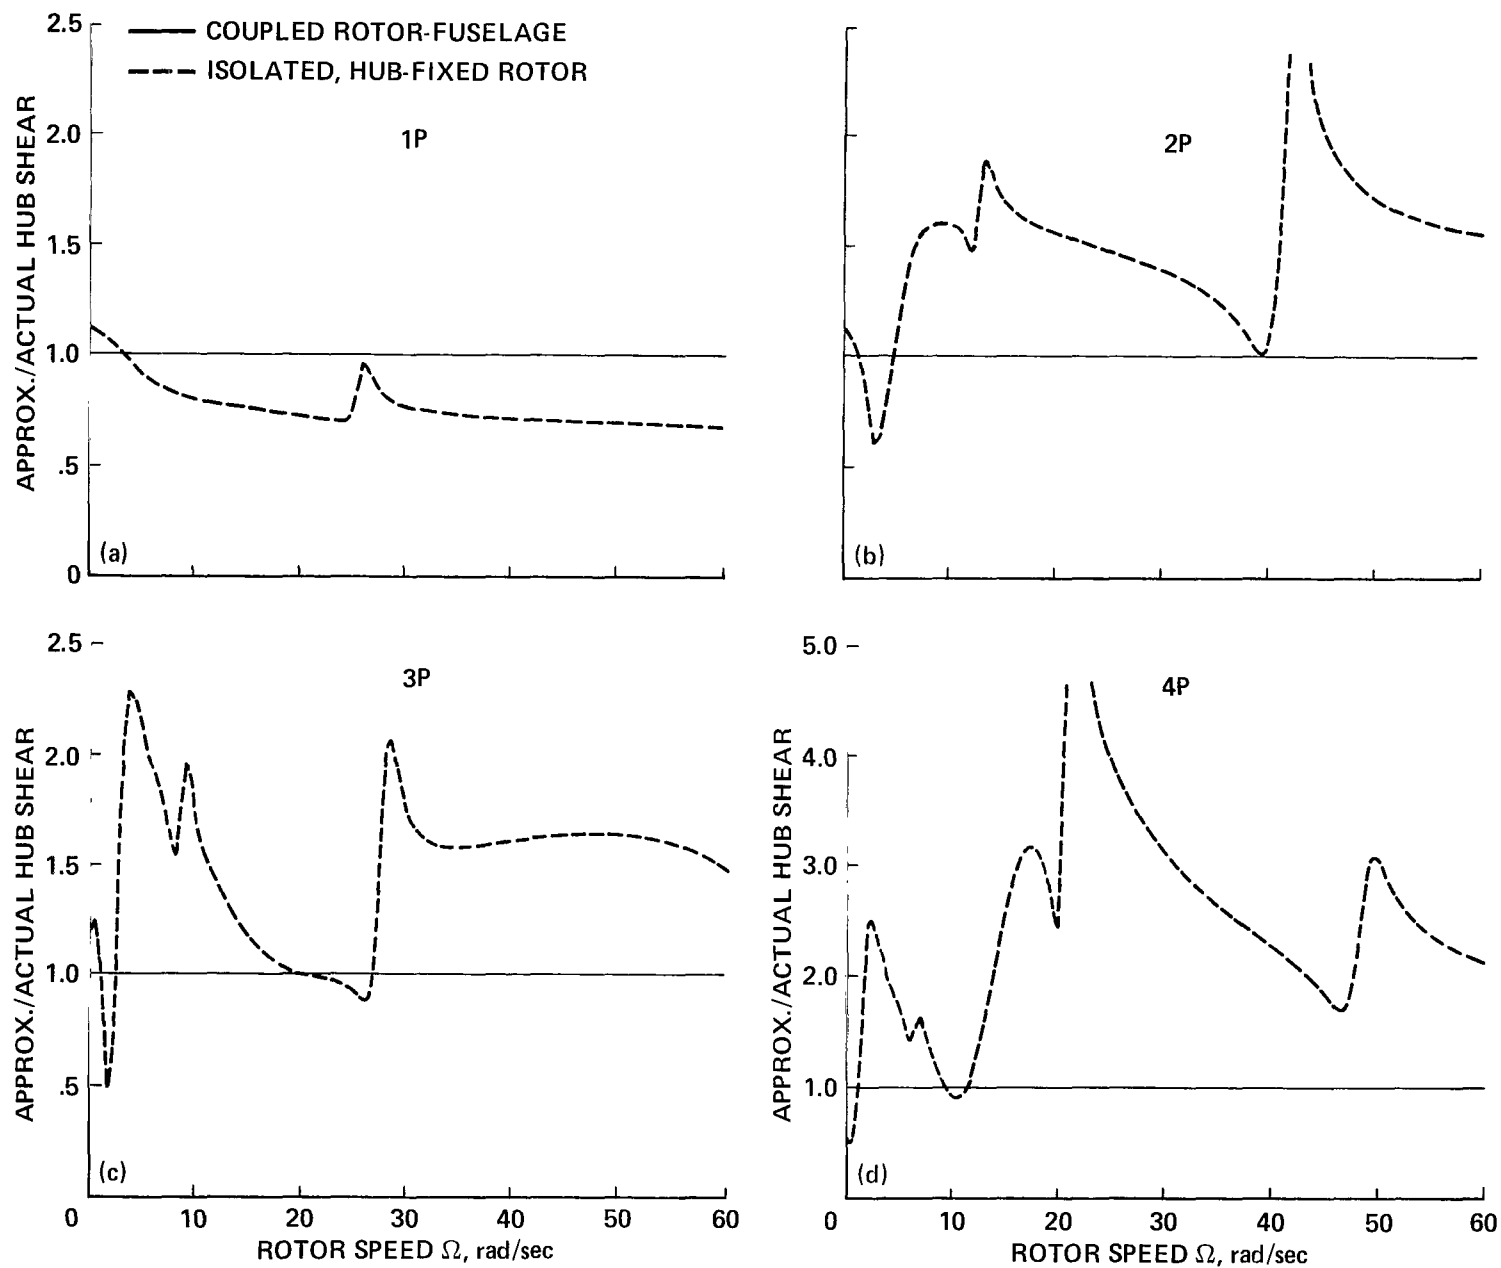 COUPLED ROTOR-FUSELAGE
ISOLATED, HUB-FIXED ROTOR
APPROX./ACTUAL HUB SHEAR
2.5
2.0
1.5
1.0
.5
0
1P
(a)
2P
(b)
APPROX./ACTUAL HUB SHEAR
2.5
2.0
1.5
1.0
.5
3P
(c)
0 10 20 30 40 50 60
ROTOR SPEED Ω, rad/sec
APPROX./ACTUAL HUB SHEAR
5.0
4.0
3.0
2.0
1.0
4P
(d)
0 10 20 30 40 50 60
ROTOR SPEED Ω, rad/sec